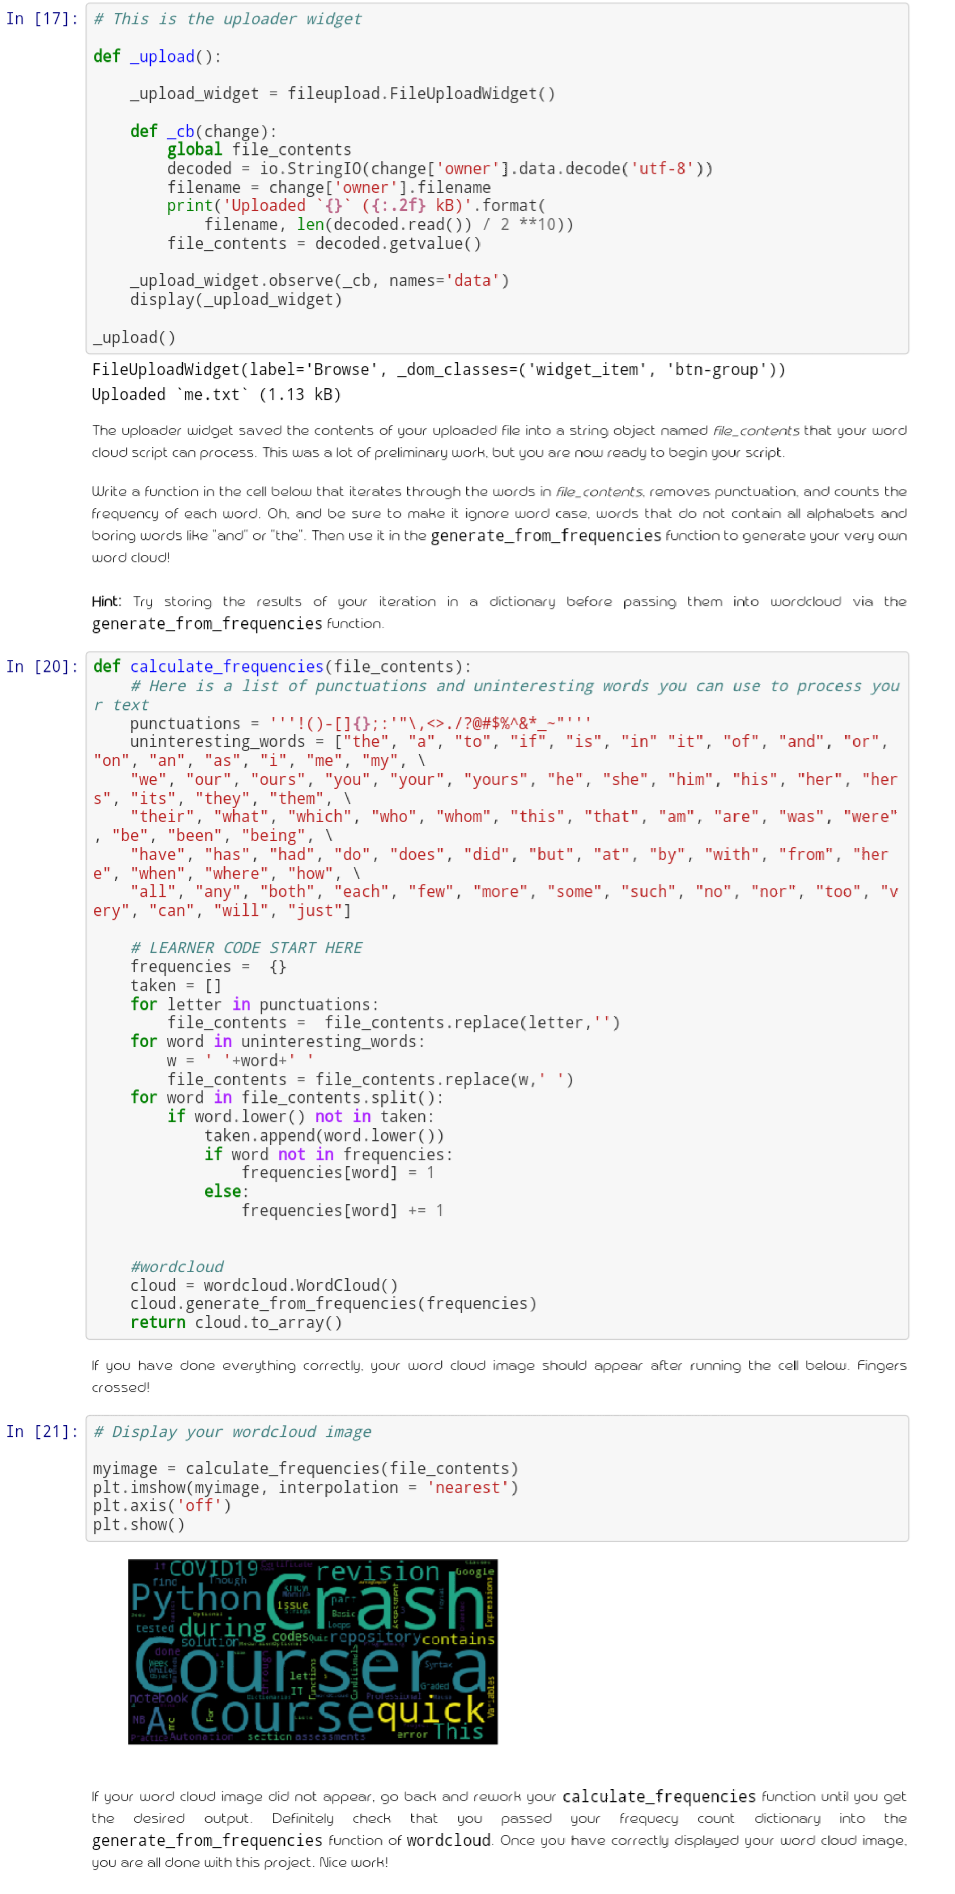 In [17]: # This is the uploader widget
def _upload():
    _upload_widget = fileupload.FileUploadWidget()
    def _cb(change):
        global file_contents
        decoded = io.StringIO(change['owner'].data.decode('utf-8'))
        filename = change['owner'].filename
        print('Uploaded `{}` ({:.2f} kB)'.format(
            filename, len(decoded.read()) / 2 **10))
        file_contents = decoded.getvalue()
    _upload_widget.observe(_cb, names='data')
    display(_upload_widget)
_upload()
FileUploadWidget(label='Browse', _dom_classes=('widget_item', 'btn-group'))
Uploaded `me.txt` (1.13 kB)
The uploader widget saved the contents of your uploaded file into a string object named file_contents that your word
cloud script can process. This was a lot of preliminary work, but you are now ready to begin your script.
Write a function in the cell below that iterates through the words in file_contents, removes punctuation, and counts the
frequency of each word. Oh, and be sure to make it ignore word case, words that do not contain all alphabets and
boring words like "and" or "the". Then use it in the generate_from_frequencies function to generate your very own
word cloud!
Hint: Try storing the results of your iteration in a dictionary before passing them into wordcloud via the
generate_from_frequencies function.
In [20]: def calculate_frequencies(file_contents):
    # Here is a list of punctuations and uninteresting words you can use to process you
r text
    punctuations = '''!()-[]{};:'"\,<>./?@#$%^&*_~"'''
    uninteresting_words = ["the", "a", "to", "if", "is", "in" "it", "of", "and", "or",
"on", "an", "as", "i", "me", "my", \
    "we", "our", "ours", "you", "your", "yours", "he", "she", "him", "his", "her", "her
s", "its", "they", "them", \
    "their", "what", "which", "who", "whom", "this", "that", "am", "are", "was", "were"
, "be", "been", "being", \
    "have", "has", "had", "do", "does", "did", "but", "at", "by", "with", "from", "her
e", "when", "where", "how", \
    "all", "any", "both", "each", "few", "more", "some", "such", "no", "nor", "too", "v
ery", "can", "will", "just"]
    # LEARNER CODE START HERE
    frequencies =  {}
    taken = []
    for letter in punctuations:
        file_contents =  file_contents.replace(letter,'')
    for word in uninteresting_words:
        w = ' '+word+' '
        file_contents = file_contents.replace(w,' ')
    for word in file_contents.split():
        if word.lower() not in taken:
            taken.append(word.lower())
            if word not in frequencies:
                frequencies[word] = 1
            else:
                frequencies[word] += 1
    #wordcloud
    cloud = wordcloud.WordCloud()
    cloud.generate_from_frequencies(frequencies)
    return cloud.to_array()
If you have done everything correctly, your word cloud image should appear after running the cell below. Fingers
crossed!
In [21]: # Display your wordcloud image
myimage = calculate_frequencies(file_contents)
plt.imshow(myimage, interpolation = 'nearest')
plt.axis('off')
plt.show()
COVID19 revision Google
find Though
Python Crash
Issue part
Basic
Loops
tested during codes Quiz repository contains
solution
done
week
Coursera
Syntax
let
Graded
IT Functions Conditionals Variables Expressions
notebook Dictionaries Professional
NB A For Course quick This
Practice Automation section assessments error
If your word cloud image did not appear, go back and rework your calculate_frequencies function until you get
the desired output. Definitely check that you passed your frequecy count dictionary into the
generate_from_frequencies function of wordcloud. Once you have correctly displayed your word cloud image,
you are all done with this project. Nice work!